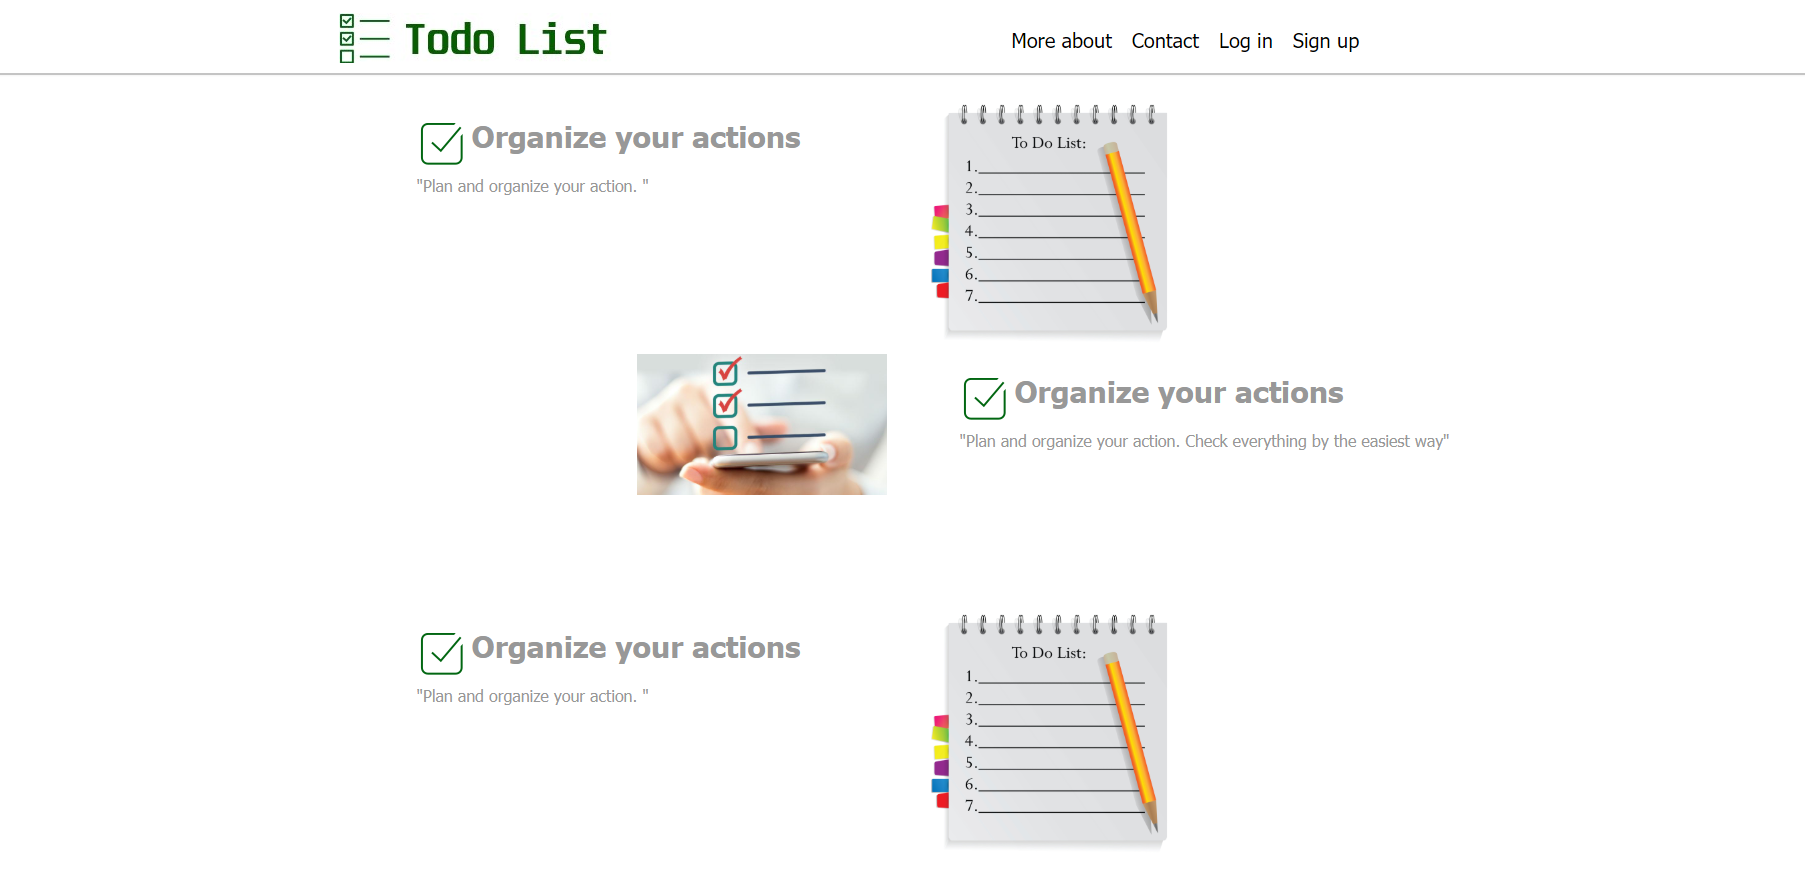 Todo List
More about Contact Log in Sign up
Organize your actions
"Plan and organize your action. "
To Do List:
1.
2.
3.
4.
5.
6.
7.
Organize your actions
"Plan and organize your action. Check everything by the easiest way"
Organize your actions
"Plan and organize your action. "
To Do List:
1.
2.
3.
4.
5.
6.
7.